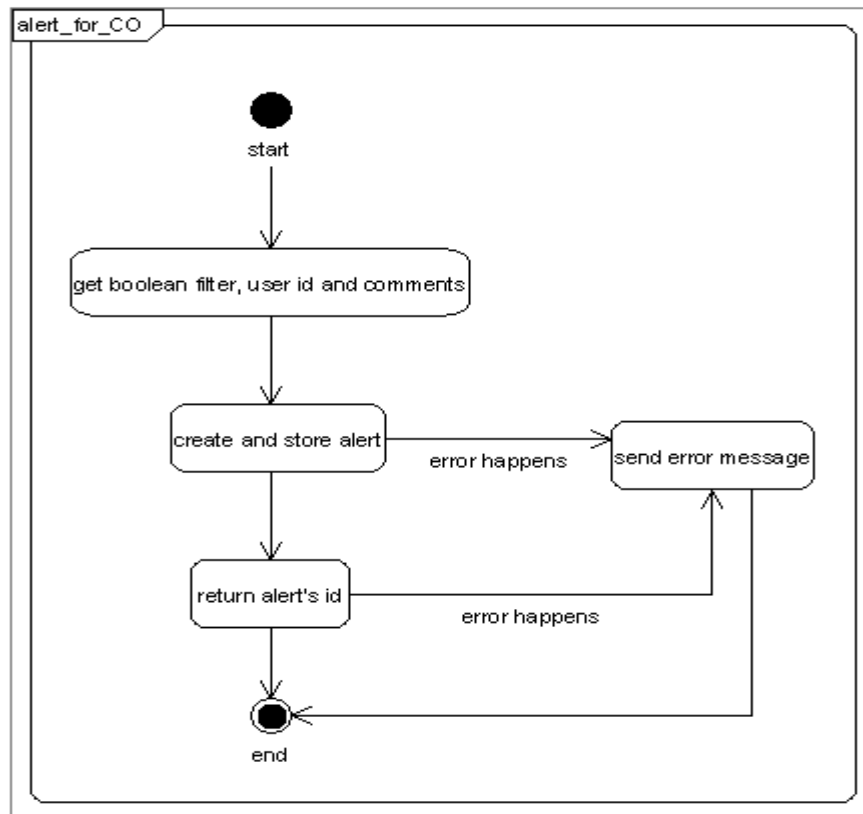 alert_for_CO
start
get boolean filter, user id and comments
create and store alert
error happens
send error message
return alert's id
error happens
end